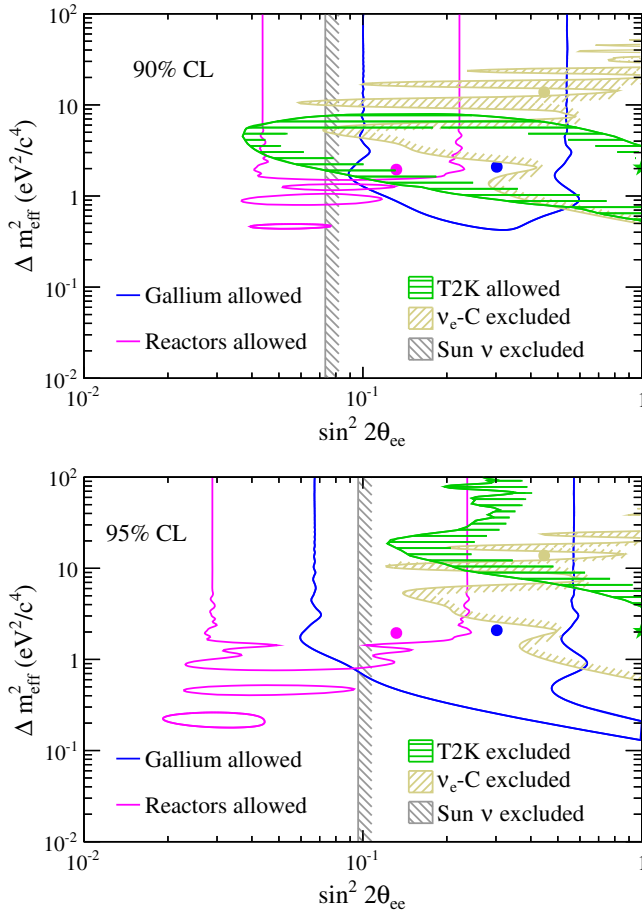 10²
90% CL
10
1
10⁻¹
10⁻²
Δ m²eff (eV²/c⁴)
Gallium allowed
Reactors allowed
T2K allowed
νe-C excluded
Sun ν excluded
10⁻² 10⁻¹ 1
sin² 2θee
10²
95% CL
10
1
10⁻¹
10⁻²
Δ m²eff (eV²/c⁴)
Gallium allowed
Reactors allowed
T2K excluded
νe-C excluded
Sun ν excluded
10⁻² 10⁻¹ 1
sin² 2θee